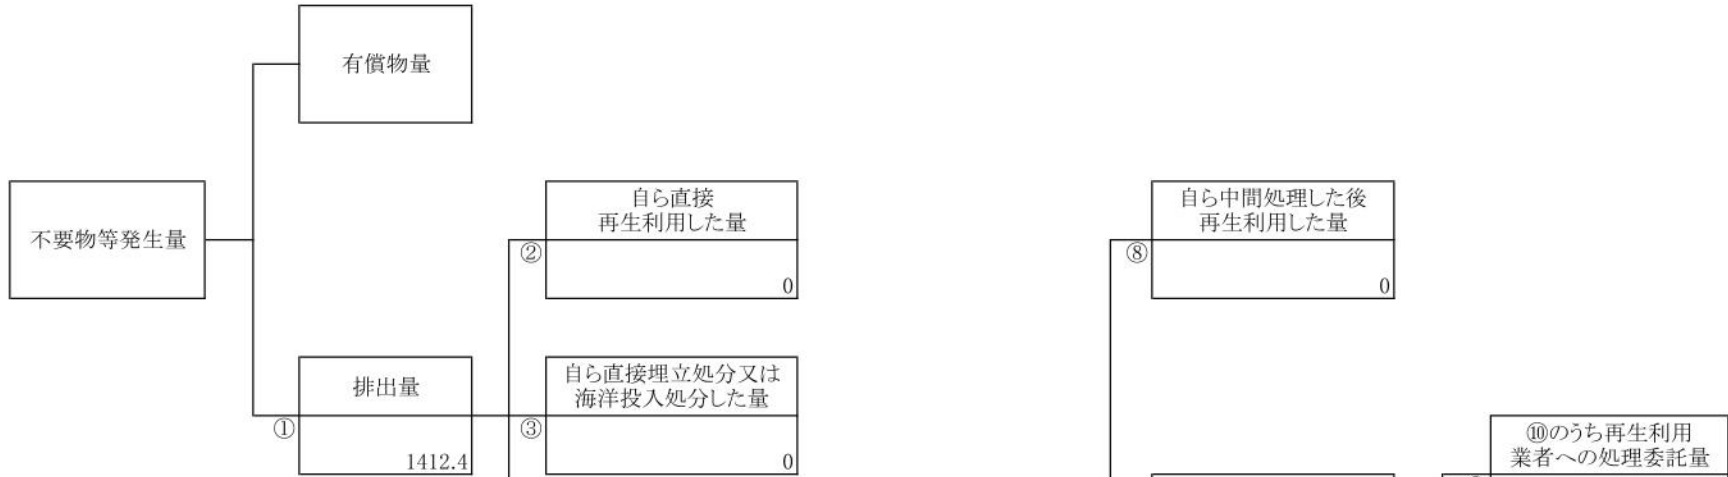 有償物量
不要物等発生量
自ら直接
再生利用した量
②
0
自ら中間処理した後
再生利用した量
⑧
0
排出量
①
1412.4
自ら直接埋立処分又は
海洋投入処分した量
③
0
⑩のうち再生利用
業者への処理委託量